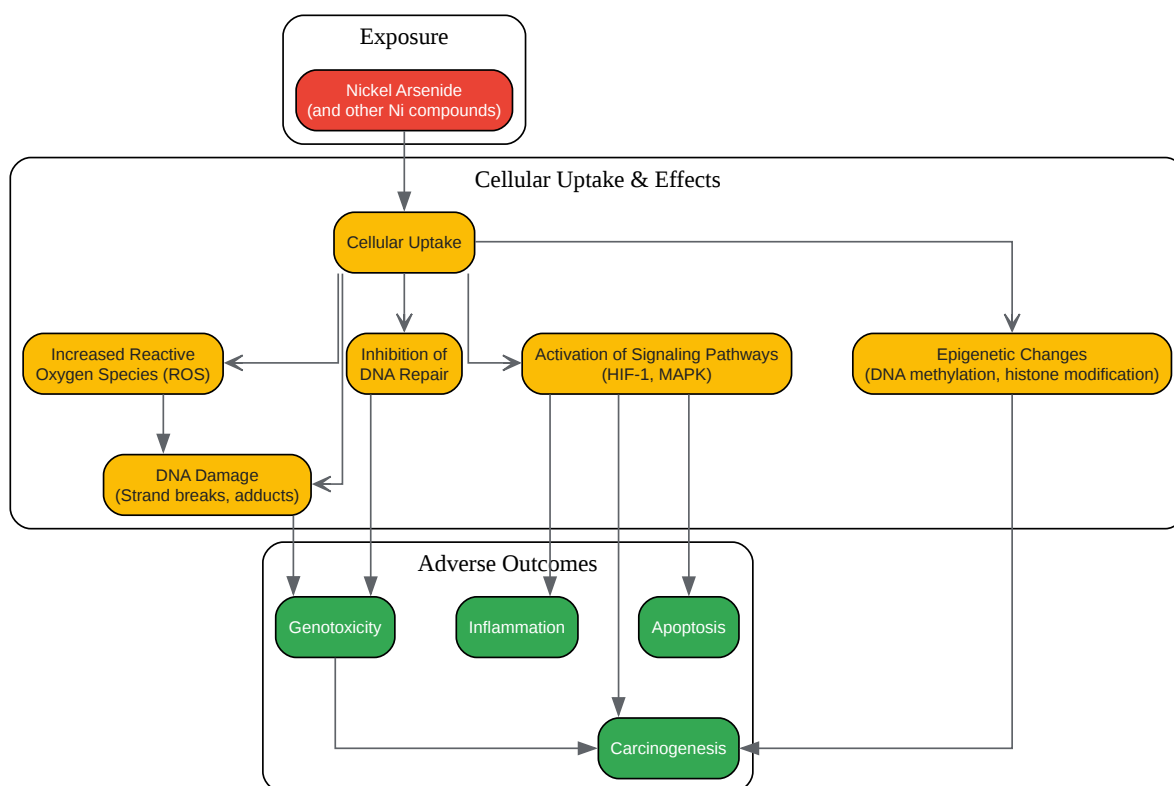 Exposure
Nickel Arsenide
(and other Ni compounds)
Cellular Uptake & Effects
Cellular Uptake
Increased Reactive
Oxygen Species (ROS)
Inhibition of
DNA Repair
Activation of Signaling Pathways
(HIF-1, MAPK)
Epigenetic Changes
(DNA methylation, histone modification)
DNA Damage
(Strand breaks, adducts)
Adverse Outcomes
Genotoxicity
Inflammation
Apoptosis
Carcinogenesis